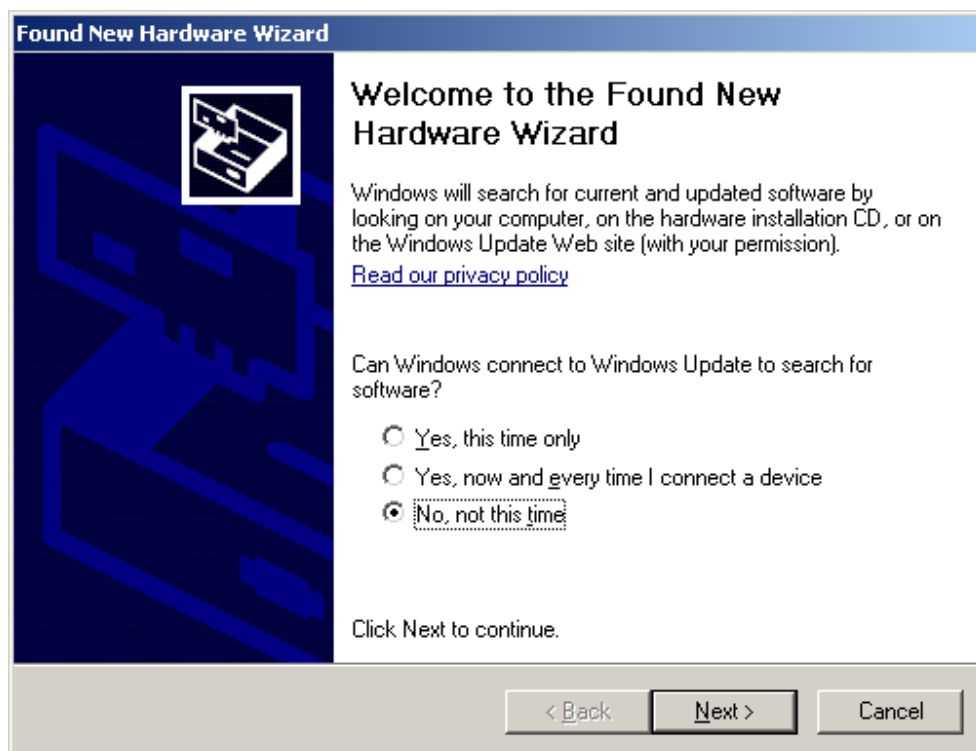 Found New Hardware Wizard
Welcome to the Found New
Hardware Wizard
Windows will search for current and updated software by
looking on your computer, on the hardware installation CD, or on
the Windows Update Web site (with your permission).
Read our privacy policy
Can Windows connect to Windows Update to search for
software?
Yes, this time only
Yes, now and every time I connect a device
No, not this time
Click Next to continue.
< Back
Next >
Cancel